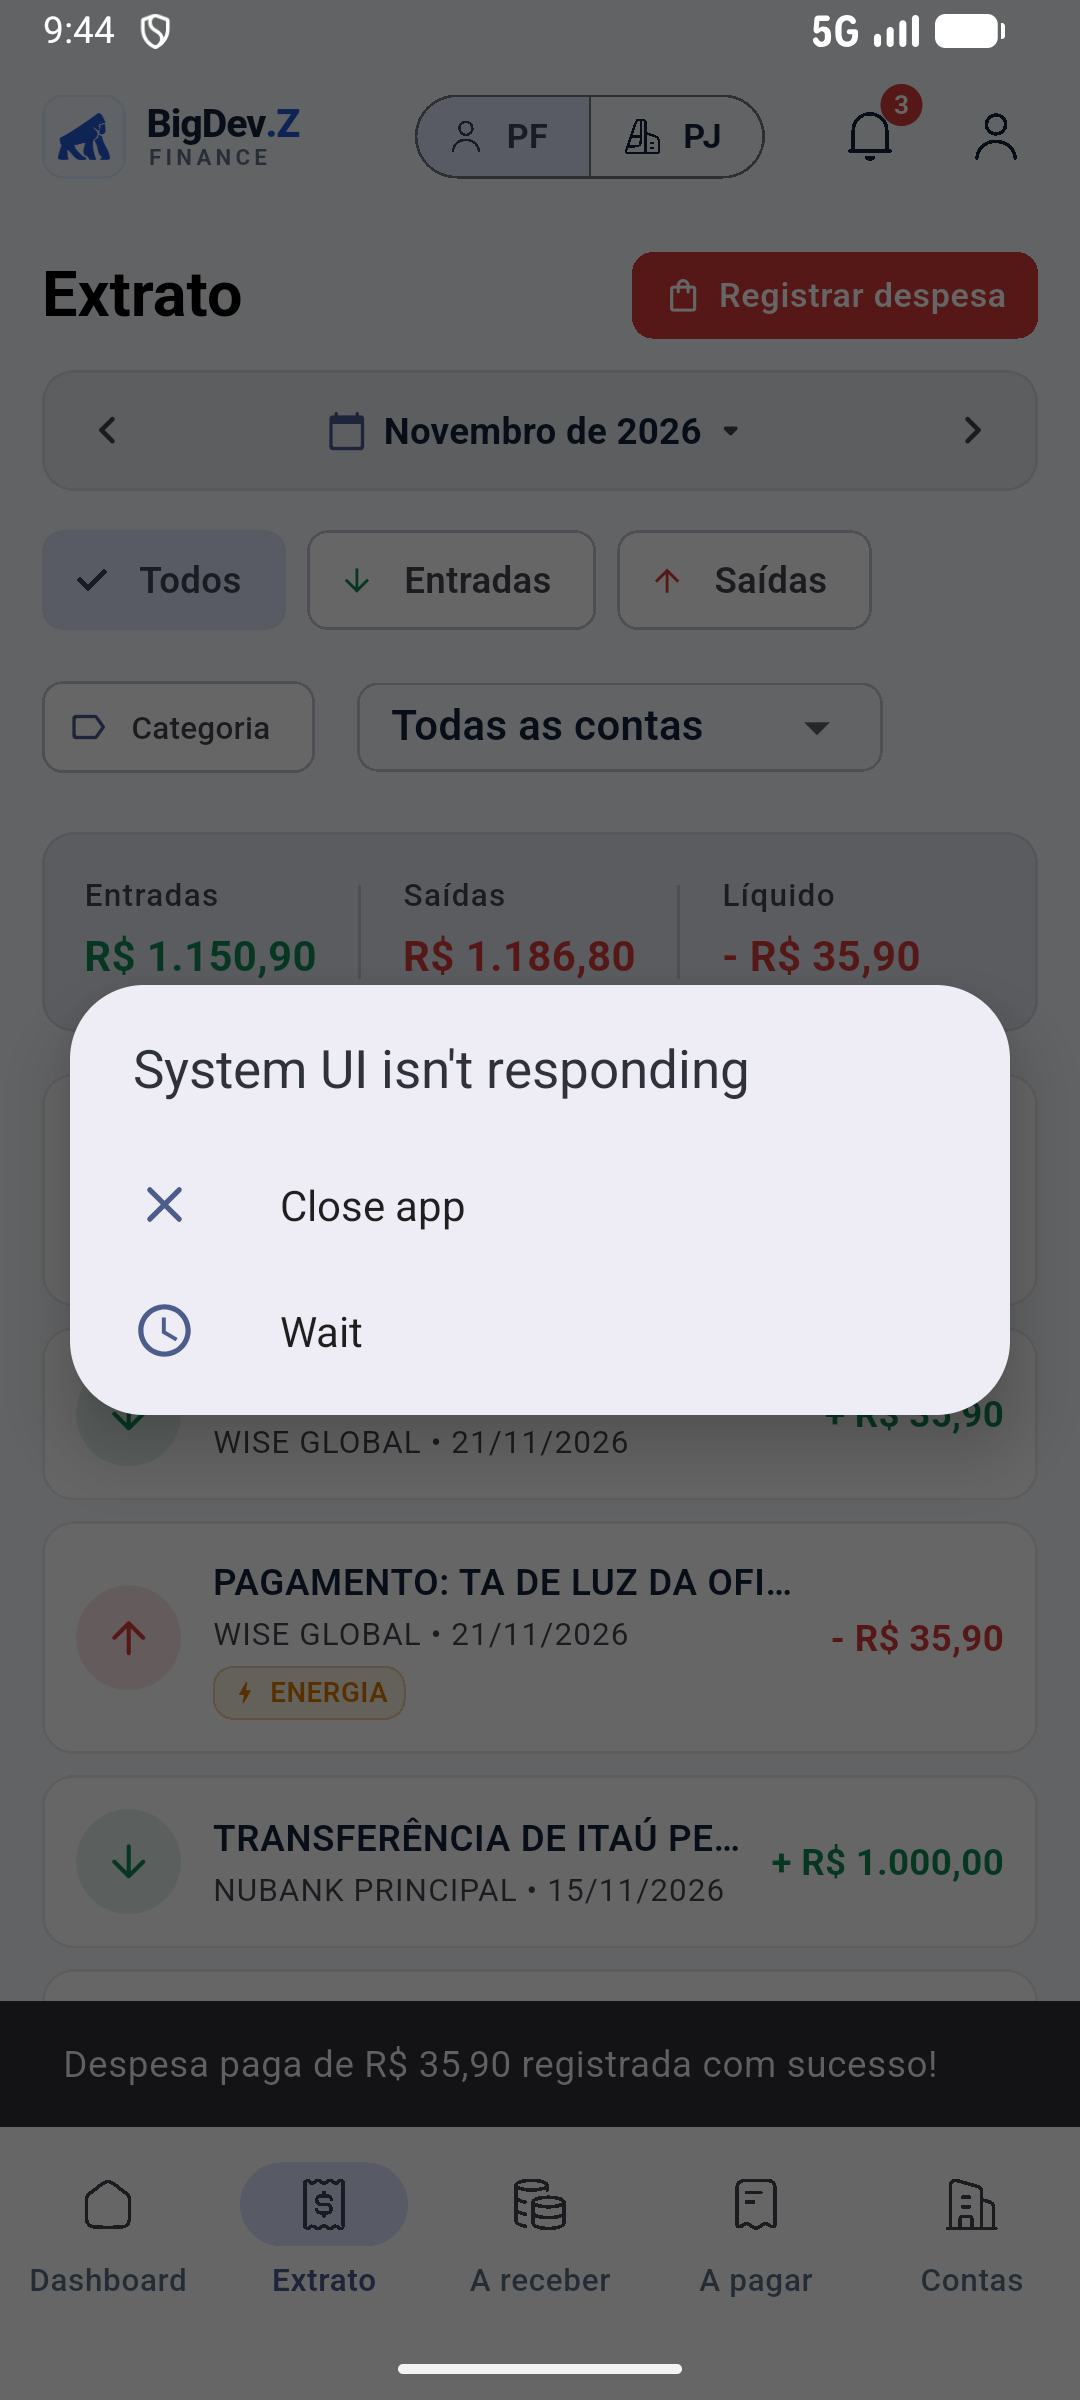 9:44
5G
BigDev.Z
FINANCE
PF
PJ
3
Extrato
Registrar despesa
Novembro de 2026
Todos
Entradas
Saídas
Categoria
Todas as contas
Entradas
Saídas
Líquido
R$ 1.150,90
R$ 1.186,80
- R$ 35,90
System UI isn't responding
Close app
Wait
+ R$ 35,90
WISE GLOBAL • 21/11/2026
PAGAMENTO: TA DE LUZ DA OFI...
WISE GLOBAL • 21/11/2026
- R$ 35,90
ENERGIA
TRANSFERÊNCIA DE ITAÚ PE...
+ R$ 1.000,00
NUBANK PRINCIPAL • 15/11/2026
Despesa paga de R$ 35,90 registrada com sucesso!
Dashboard
Extrato
A receber
A pagar
Contas